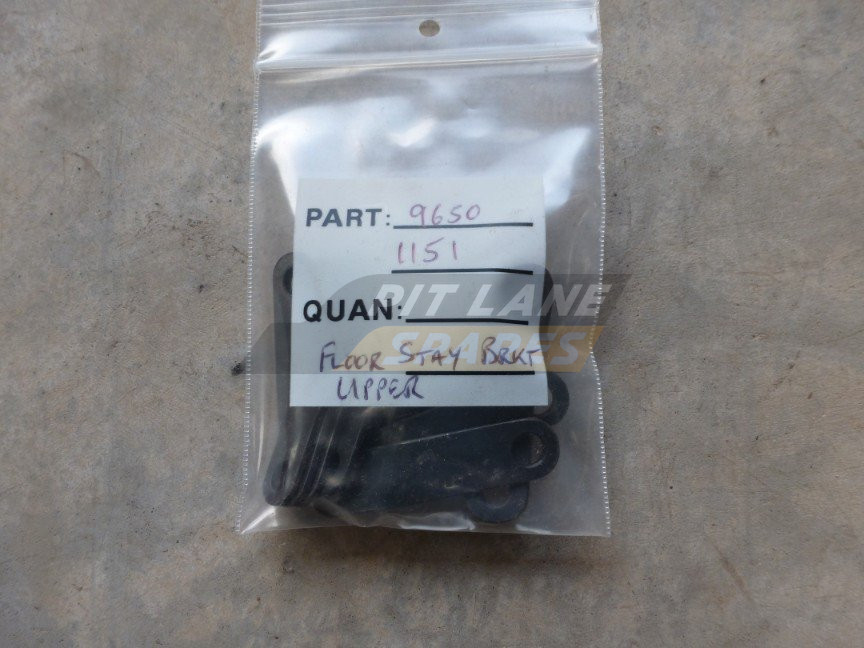 PART: 9650
1151
QUAN:
PIT LANE
SPARES
FLOOR STAY BRKT
UPPER